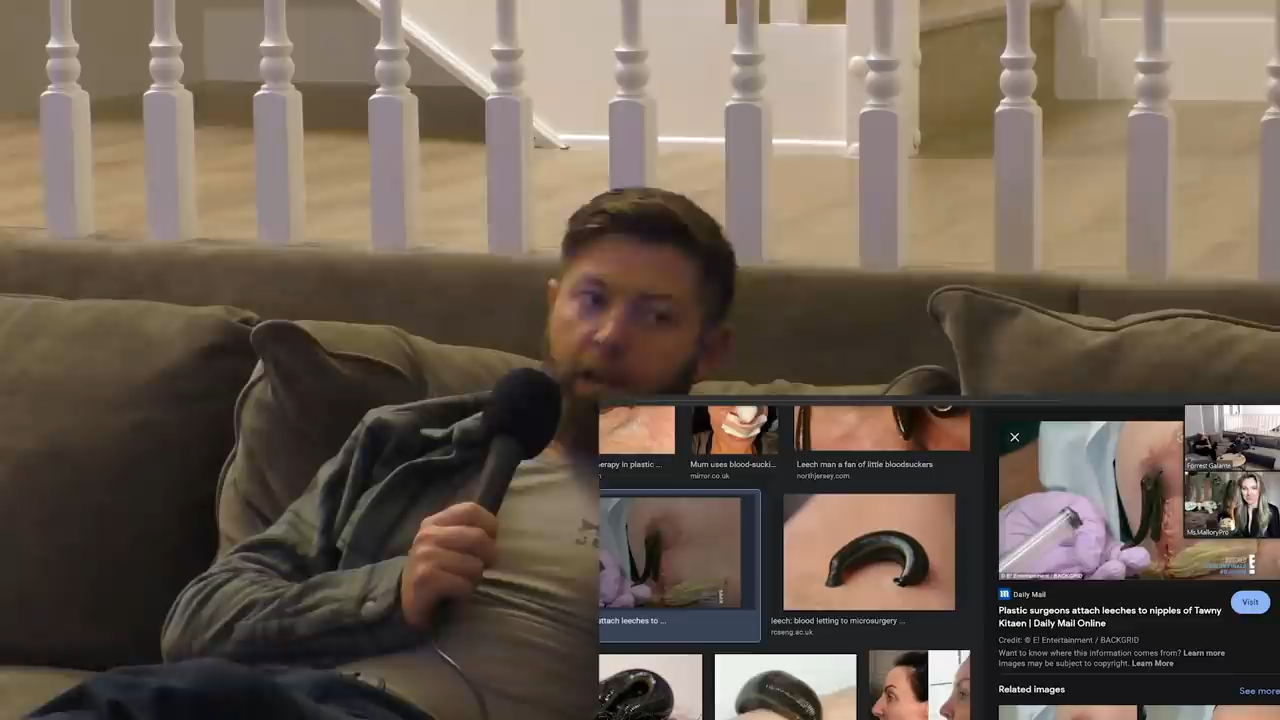 erapy in plastic ...
Mum uses blood-sucki...
mirror.co.uk
Leech man a fan of little bloodsuckers
northjersey.com
attach leeches to ...
leech: blood letting to microsurgery ...
rcseng.ac.uk
Forrest Galante
Ms.MalloryPro
© E! Entertainment / BACKGRID
E
m Daily Mail
Visit
Plastic surgeons attach leeches to nipples of Tawny
Kitaen | Daily Mail Online
Credit: © E! Entertainment / BACKGRID
Want to know where this information comes from? Learn more
Images may be subject to copyright. Learn More
Related images
See more